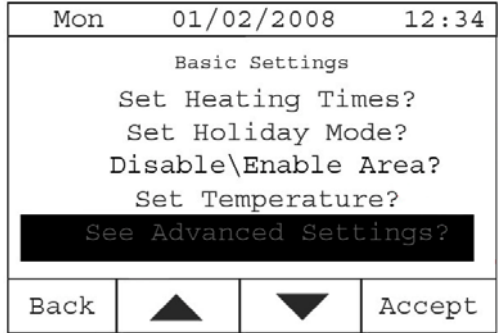 Mon 01/02/2008 12:34
Basic Settings
Set Heating Times?
Set Holiday Mode?
Disable\Enable Area?
Set Temperature?
See Advanced Settings?
Back Accept